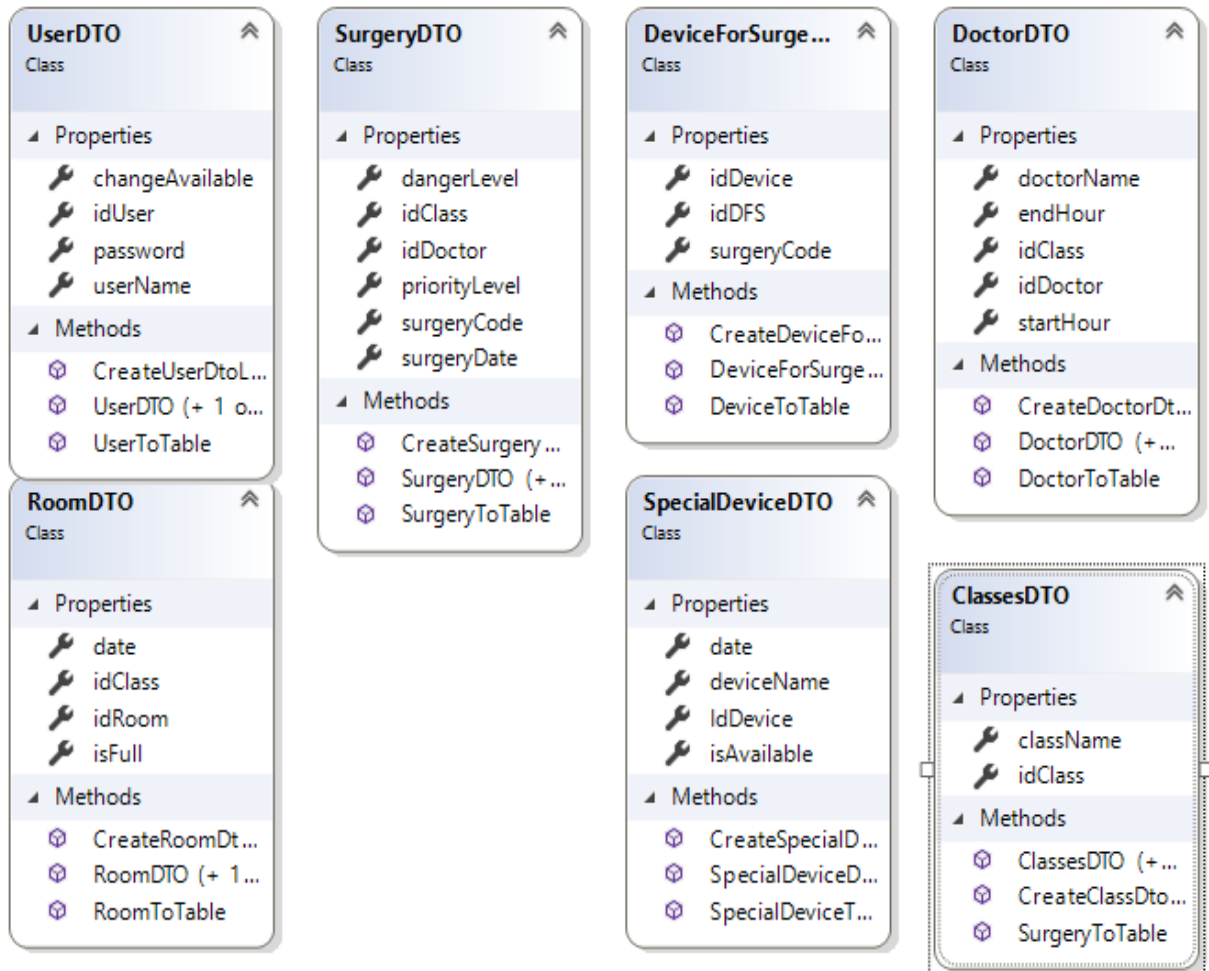 UserDTO
Class
Properties
changeAvailable
idUser
password
userName
Methods
CreateUserDtoL...
UserDTO (+ 1 o...
UserToTable
SurgeryDTO
Class
Properties
dangerLevel
idClass
idDoctor
priorityLevel
surgeryCode
surgeryDate
Methods
CreateSurgery ...
SurgeryDTO (+...
SurgeryToTable
DeviceForSurge...
Class
Properties
idDevice
idDFS
surgeryCode
Methods
CreateDeviceFo...
DeviceForSurge...
DeviceToTable
DoctorDTO
Class
Properties
doctorName
endHour
idClass
idDoctor
startHour
Methods
CreateDoctorDt...
DoctorDTO (+...
DoctorToTable
RoomDTO
Class
Properties
date
idClass
idRoom
isFull
Methods
CreateRoomDt...
RoomDTO (+ 1...
RoomToTable
SpecialDeviceDTO
Class
Properties
date
deviceName
IdDevice
isAvailable
Methods
CreateSpecialD...
SpecialDeviceD...
SpecialDeviceT...
ClassesDTO
Class
Properties
className
idClass
Methods
ClassesDTO (+...
CreateClassDto...
SurgeryToTable